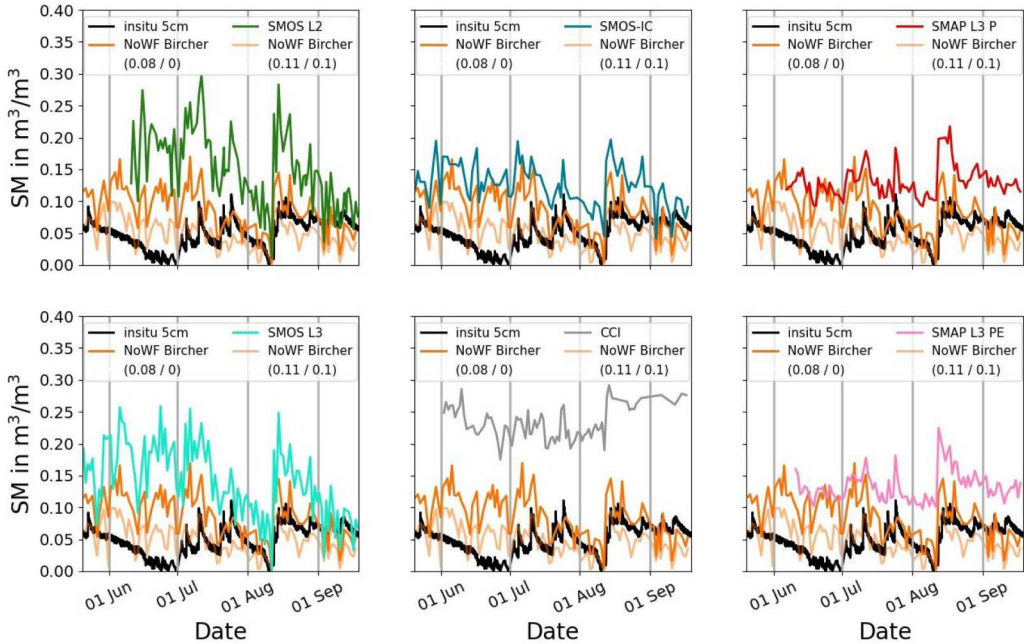 0.40
0.35
0.30
0.25
0.20
0.15
0.10
0.05
0.00
SM in m³/m³
insitu 5cm
NoWF Bircher
(0.08 / 0)
SMOS L2
NoWF Bircher
(0.11 / 0.1)
insitu 5cm
NoWF Bircher
(0.08 / 0)
SMOS-IC
NoWF Bircher
(0.11 / 0.1)
insitu 5cm
NoWF Bircher
(0.08 / 0)
SMAP L3 P
NoWF Bircher
(0.11 / 0.1)
0.40
0.35
0.30
0.25
0.20
0.15
0.10
0.05
0.00
SM in m³/m³
insitu 5cm
NoWF Bircher
(0.08 / 0)
SMOS L3
NoWF Bircher
(0.11 / 0.1)
01 Jun
01 Jul
01 Aug
01 Sep
Date
insitu 5cm
NoWF Bircher
(0.08 / 0)
CCI
NoWF Bircher
(0.11 / 0.1)
01 Jun
01 Jul
01 Aug
01 Sep
Date
insitu 5cm
NoWF Bircher
(0.08 / 0)
SMAP L3 PE
NoWF Bircher
(0.11 / 0.1)
01 Jun
01 Jul
01 Aug
01 Sep
Date